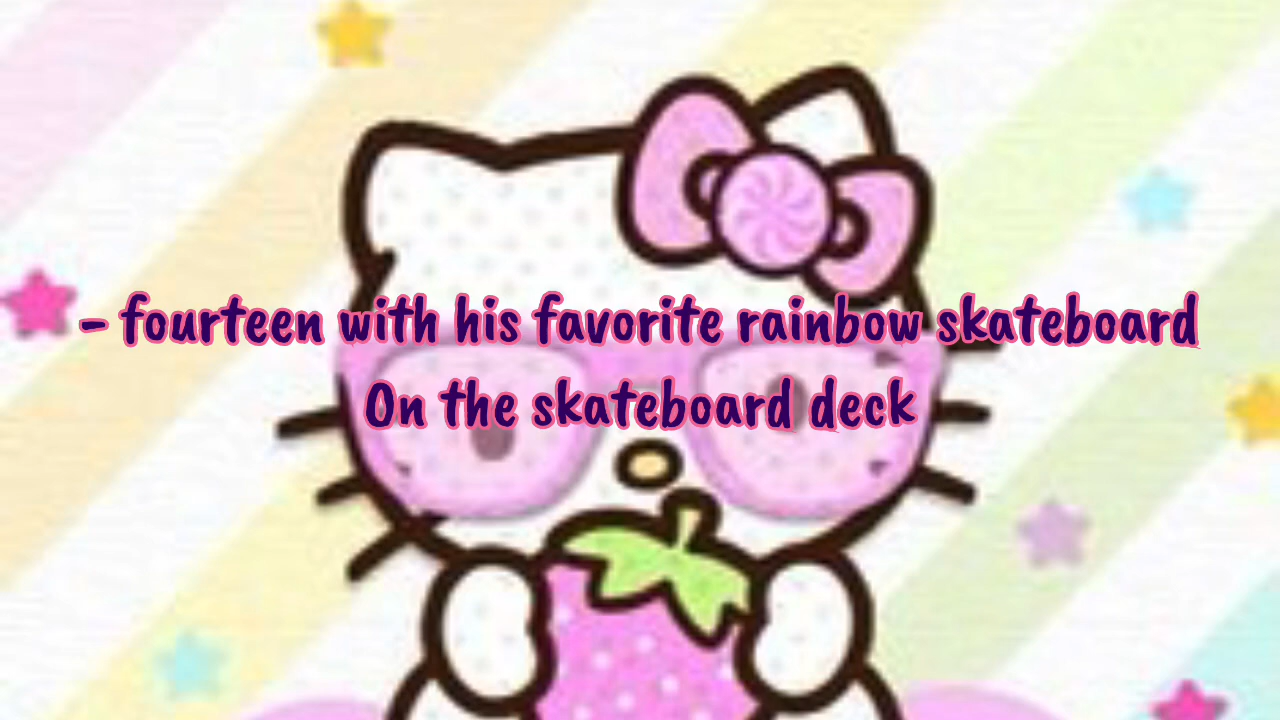 - fourteen with his favorite rainbow skateboard
On the skateboard deck